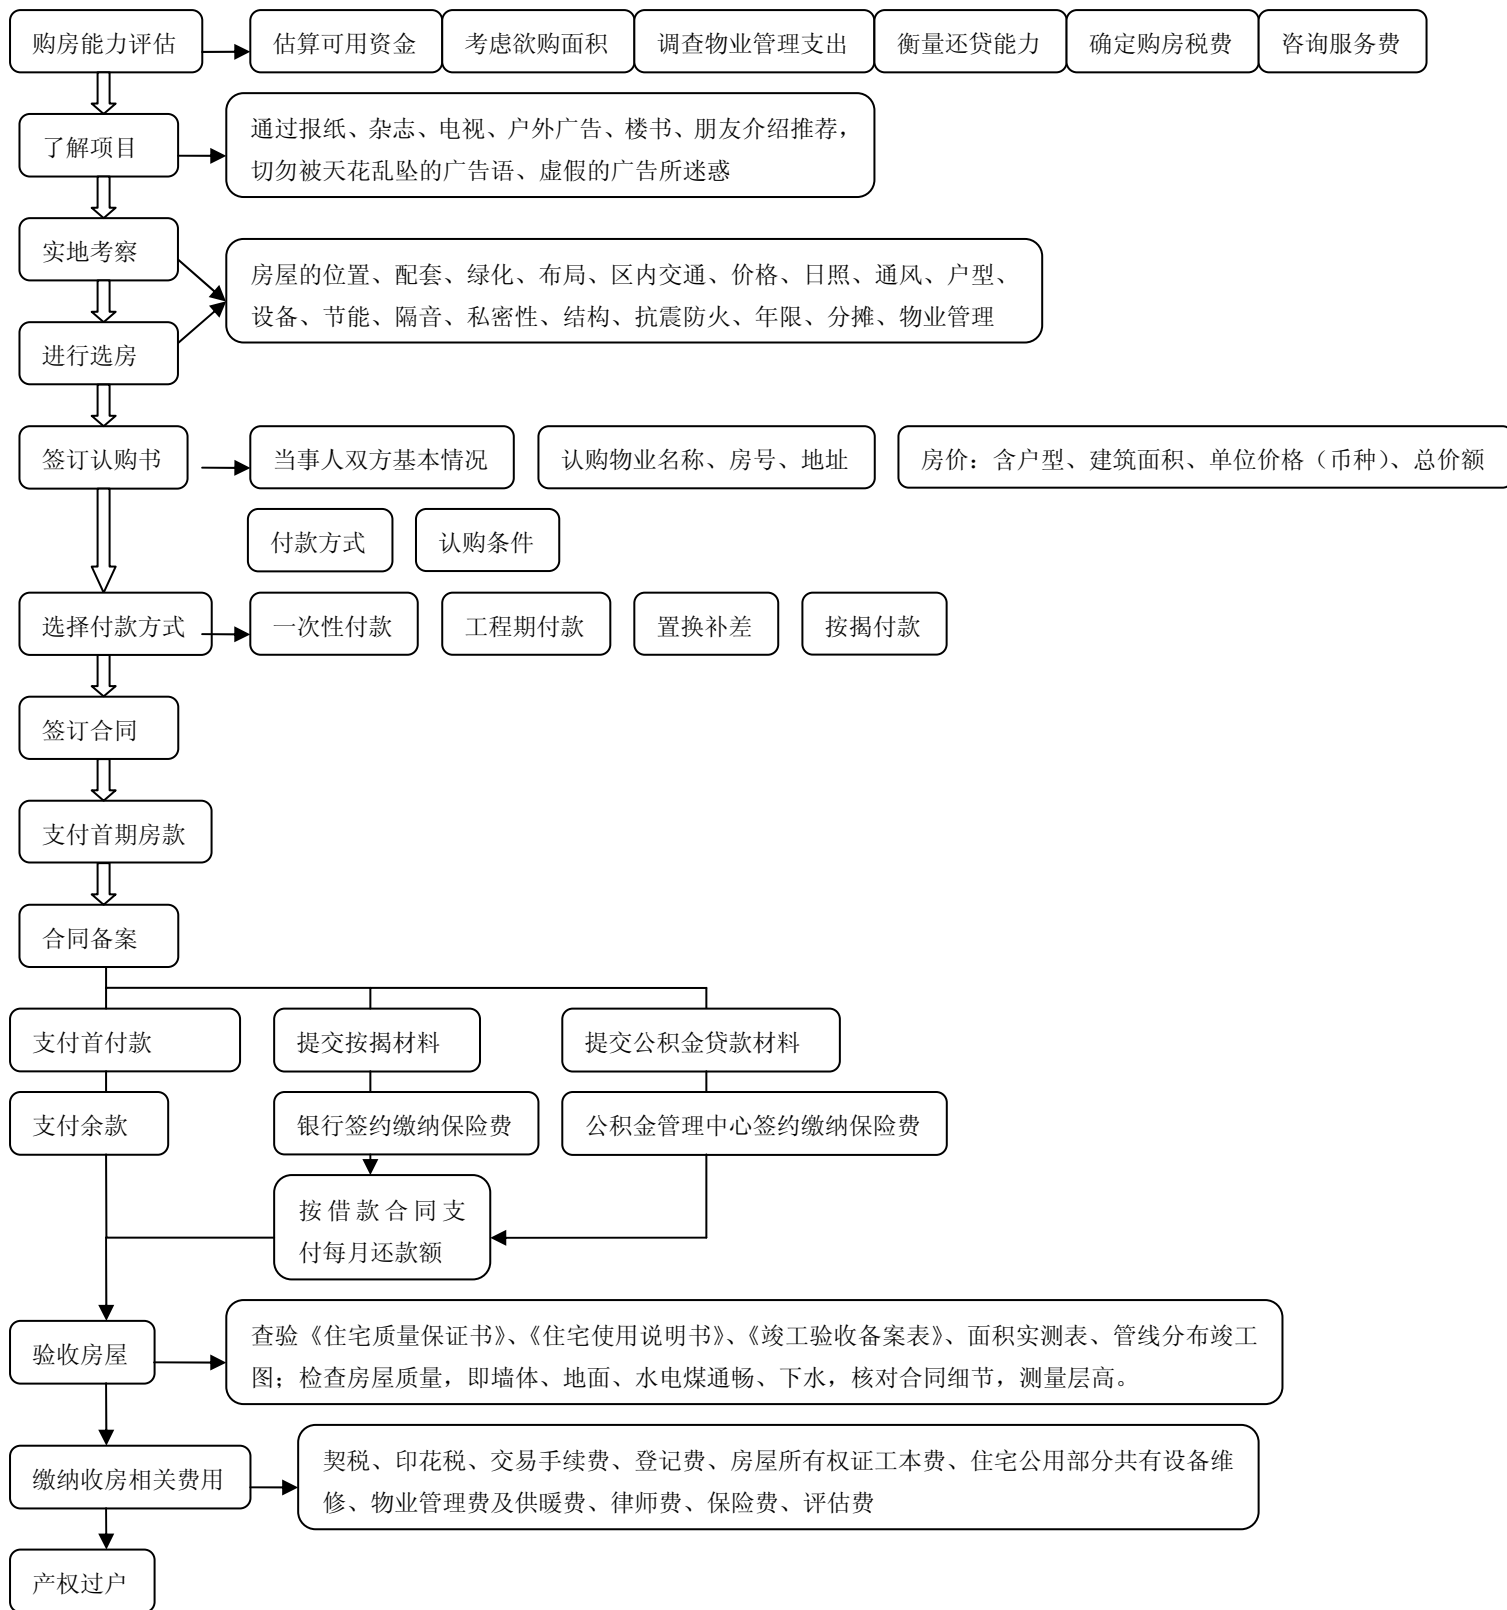 购房能力评估
估算可用资金
考虑欲购面积
调查物业管理支出
衡量还贷能力
确定购房税费
咨询服务费
了解项目
通过报纸、杂志、电视、户外广告、楼书、朋友介绍推荐，
切勿被天花乱坠的广告语、虚假的广告所迷惑
实地考察
房屋的位置、配套、绿化、布局、区内交通、价格、日照、通风、户型、
设备、节能、隔音、私密性、结构、抗震防火、年限、分摊、物业管理
进行选房
签订认购书
当事人双方基本情况
认购物业名称、房号、地址
房价：含户型、建筑面积、单位价格（币种）、总价额
付款方式
认购条件
选择付款方式
一次性付款
工程期付款
置换补差
按揭付款
签订合同
支付首期房款
合同备案
支付首付款
提交按揭材料
提交公积金贷款材料
支付余款
银行签约缴纳保险费
公积金管理中心签约缴纳保险费
按借款合同支
付每月还款额
验收房屋
查验《住宅质量保证书》、《住宅使用说明书》、《竣工验收备案表》、面积实测表、管线分布竣工
图；检查房屋质量，即墙体、地面、水电煤通畅、下水，核对合同细节，测量层高。
缴纳收房相关费用
契税、印花税、交易手续费、登记费、房屋所有权证工本费、住宅公用部分共有设备维
修、物业管理费及供暖费、律师费、保险费、评估费
产权过户